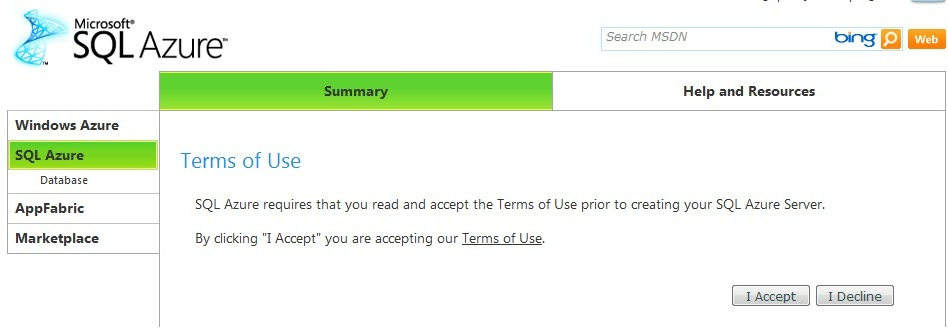 Microsoft®
SQL Azure™
Search MSDN
bing
Web
Summary
Help and Resources
Windows Azure
SQL Azure
Database
AppFabric
Marketplace
Terms of Use
SQL Azure requires that you read and accept the Terms of Use prior to creating your SQL Azure Server.
By clicking "I Accept" you are accepting our Terms of Use.
I Accept
I Decline